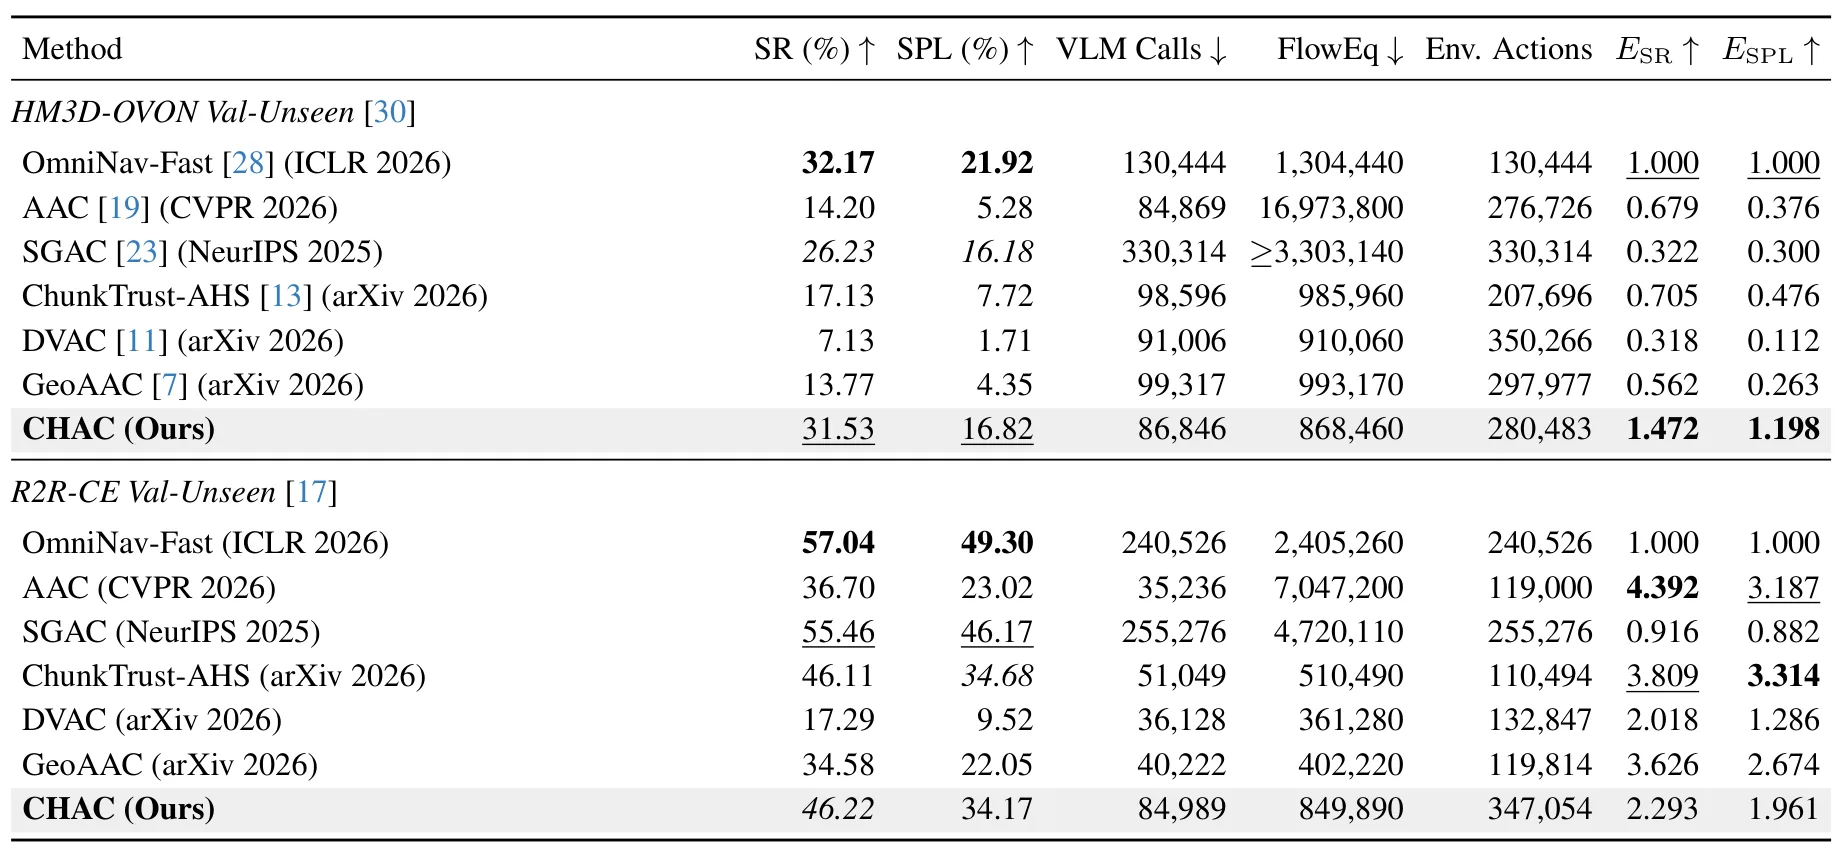 Method SR (%) ↑ SPL (%) ↑ VLM Calls ↓ FlowEq ↓ Env. Actions E_SR ↑ E_SPL ↑
HM3D-OVON Val-Unseen [30]
OmniNav-Fast [28] (ICLR 2026) 32.17 21.92 130,444 1,304,440 130,444 1.000 1.000
AAC [19] (CVPR 2026) 14.20 5.28 84,869 16,973,800 276,726 0.679 0.376
SGAC [23] (NeurIPS 2025) 26.23 16.18 330,314 ≥3,303,140 330,314 0.322 0.300
ChunkTrust-AHS [13] (arXiv 2026) 17.13 7.72 98,596 985,960 207,696 0.705 0.476
DVAC [11] (arXiv 2026) 7.13 1.71 91,006 910,060 350,266 0.318 0.112
GeoAAC [7] (arXiv 2026) 13.77 4.35 99,317 993,170 297,977 0.562 0.263
CHAC (Ours) 31.53 16.82 86,846 868,460 280,483 1.472 1.198
R2R-CE Val-Unseen [17]
OmniNav-Fast (ICLR 2026) 57.04 49.30 240,526 2,405,260 240,526 1.000 1.000
AAC (CVPR 2026) 36.70 23.02 35,236 7,047,200 119,000 4.392 3.187
SGAC (NeurIPS 2025) 55.46 46.17 255,276 4,720,110 255,276 0.916 0.882
ChunkTrust-AHS (arXiv 2026) 46.11 34.68 51,049 510,490 110,494 3.809 3.314
DVAC (arXiv 2026) 17.29 9.52 36,128 361,280 132,847 2.018 1.286
GeoAAC (arXiv 2026) 34.58 22.05 40,222 402,220 119,814 3.626 2.674
CHAC (Ours) 46.22 34.17 84,989 849,890 347,054 2.293 1.961